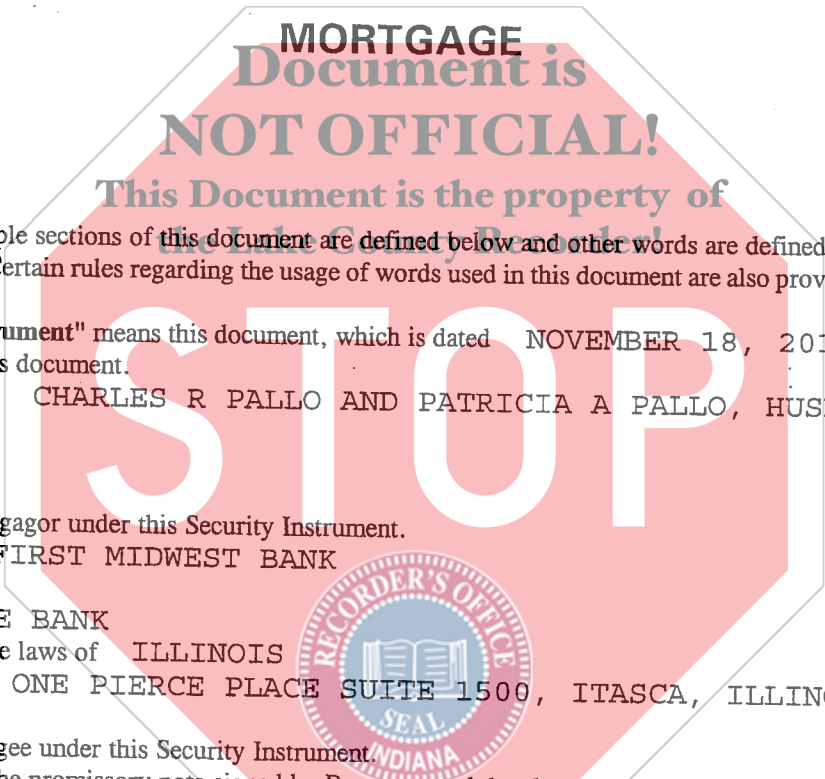 MORTGAGE
Document is
NOT OFFICIAL!
This Document is the property of
the Lake County Recorder!
ple sections of this document are defined below and other words are defined
Certain rules regarding the usage of words used in this document are also prov
ument" means this document, which is dated NOVEMBER 18, 201
s document.
CHARLES R PALLO AND PATRICIA A PALLO, HUS
STOP
gagor under this Security Instrument.
FIRST MIDWEST BANK
RECORDER'S OFFICE
E BANK
e laws of ILLINOIS
ONE PIERCE PLACE SUITE 1500, ITASCA, ILLIN
SEAL
INDIANA
gee under this Security Instrument.